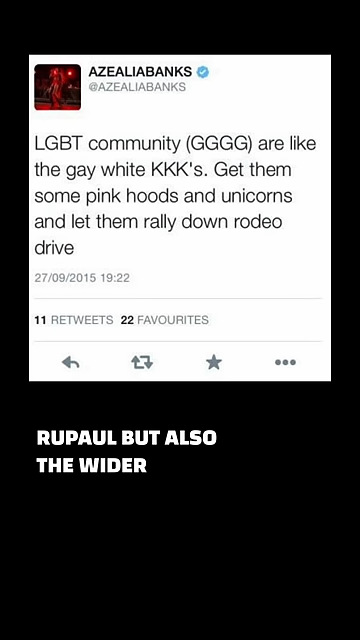 AZEALIABANKS
@AZEALIABANKS
LGBT community (GGGG) are like
the gay white KKK's. Get them
some pink hoods and unicorns
and let them rally down rodeo
drive
27/09/2015 19:22
11 RETWEETS 22 FAVOURITES
RUPAUL BUT ALSO
THE WIDER